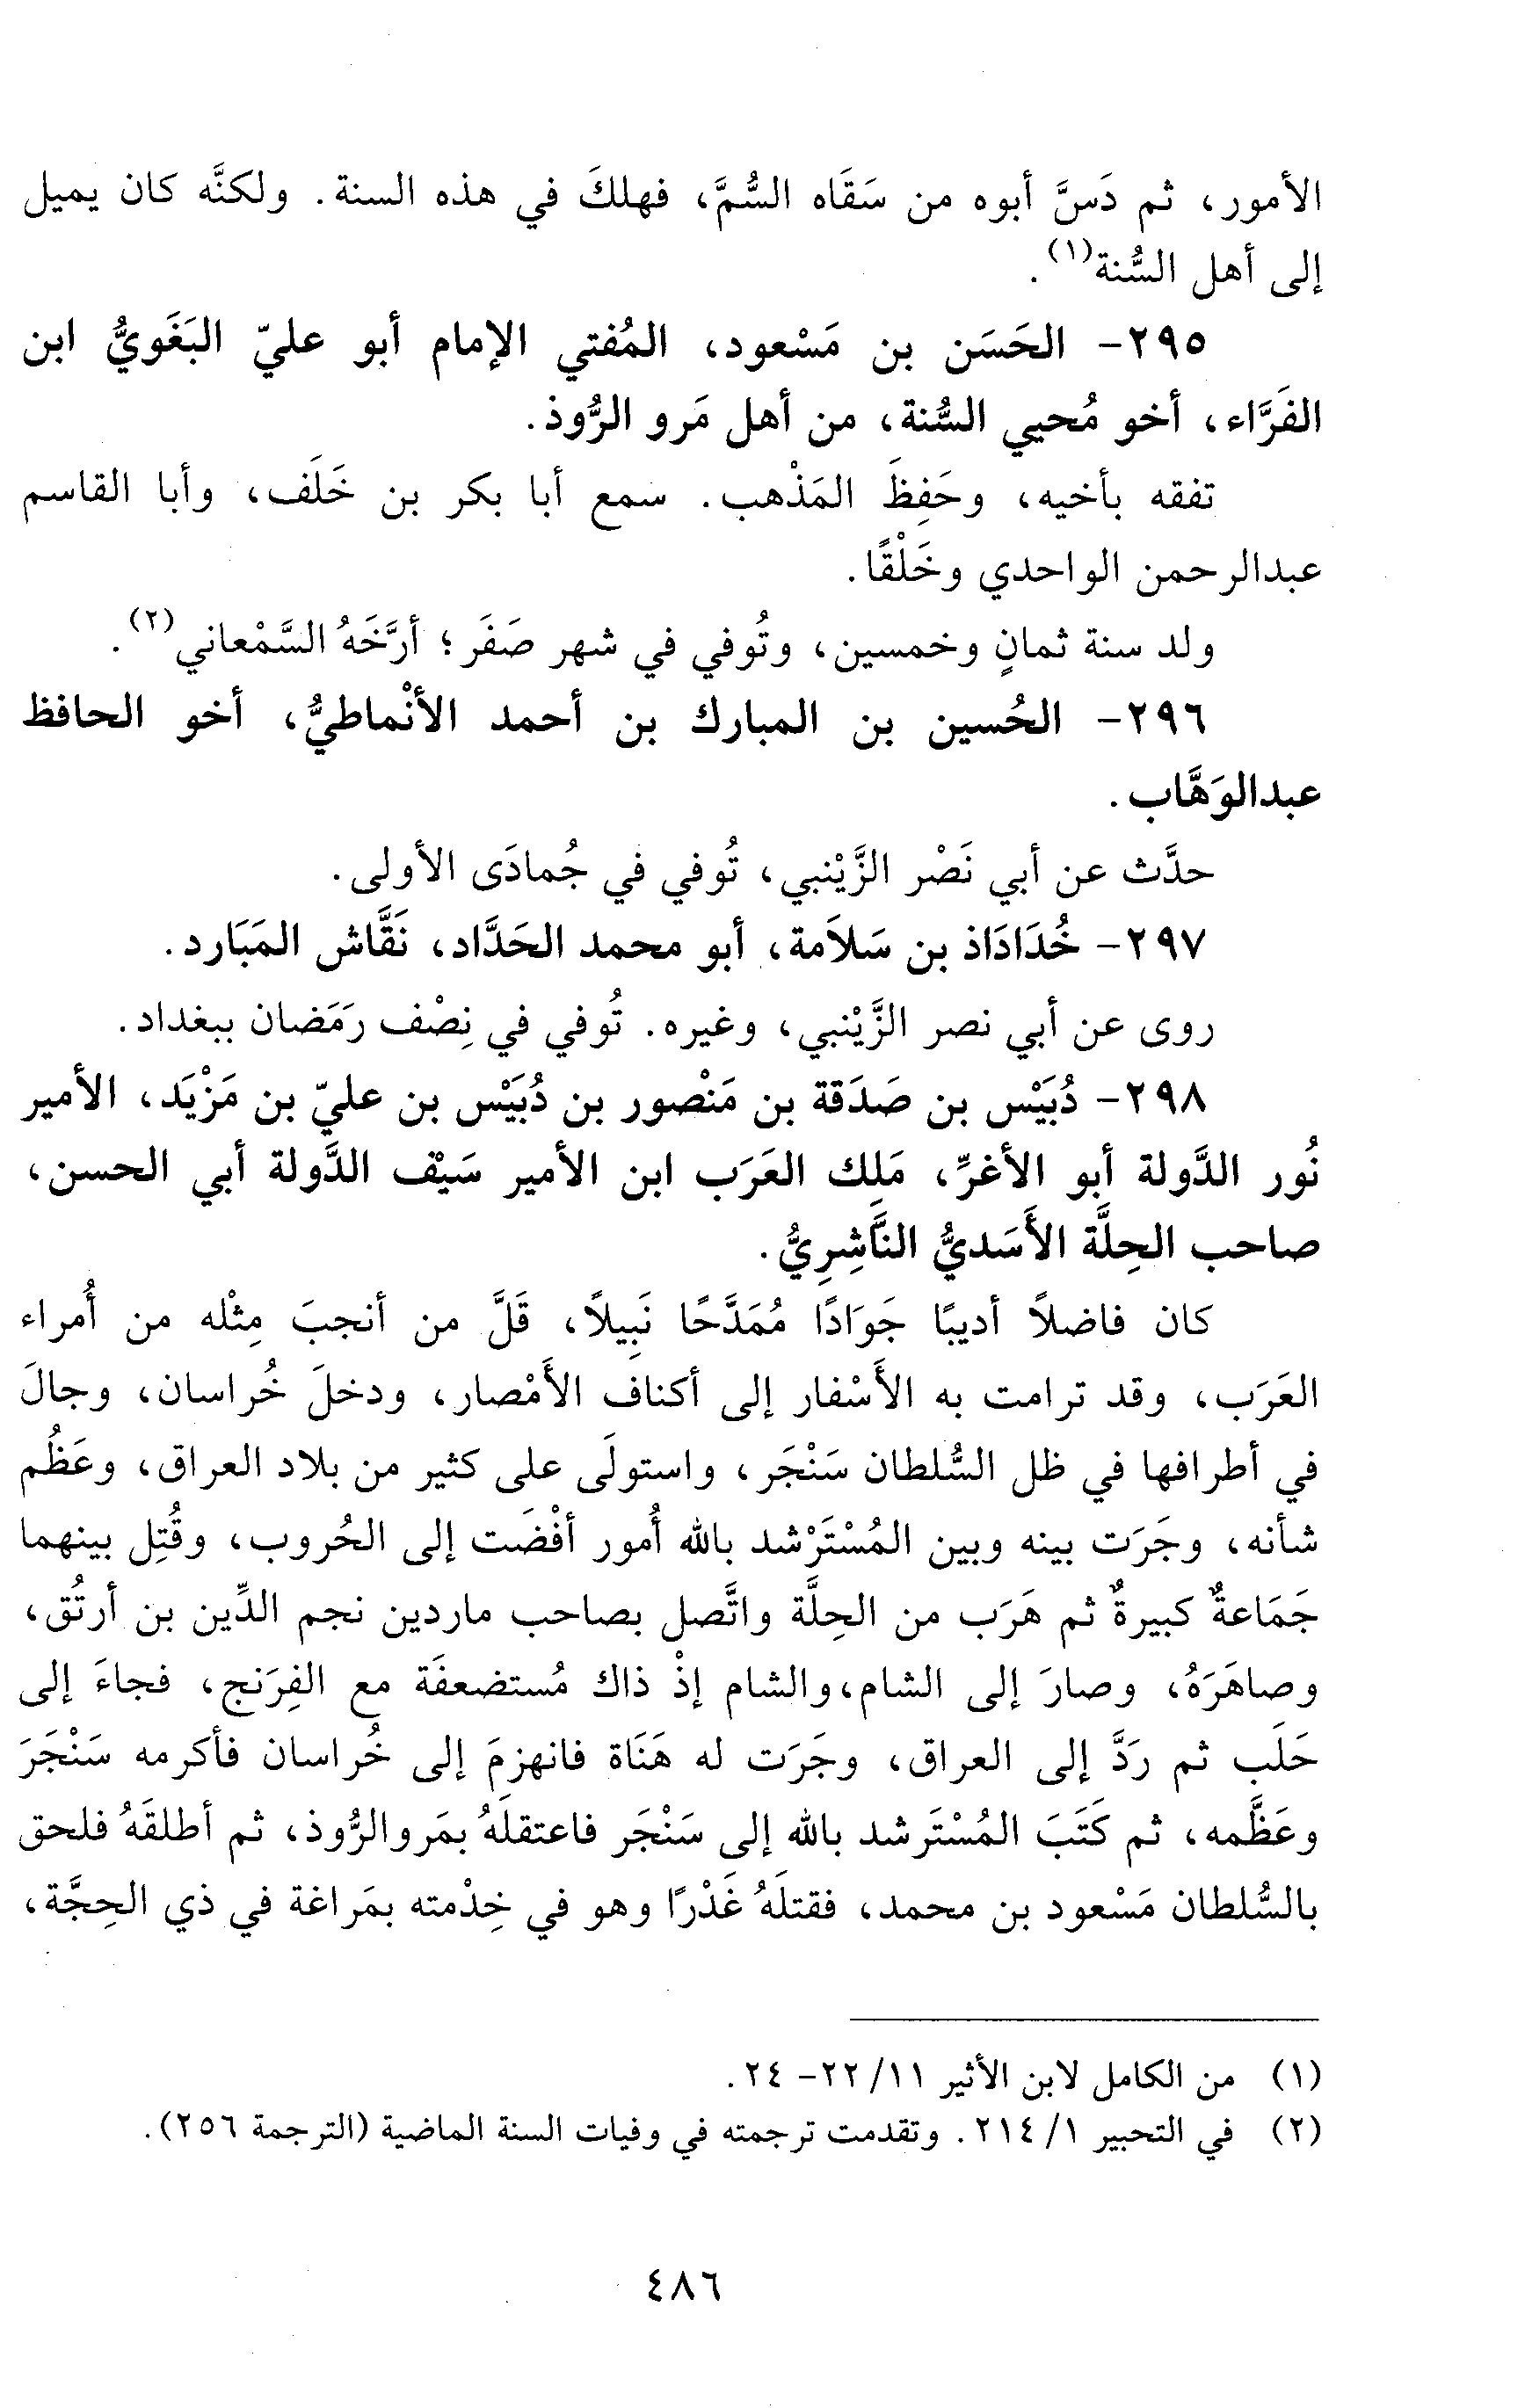 الأمور، ثم دَسَّ أبوه من سَقَاه السُّمَّ، فهلكَ في هذه السنة. ولكنَّه كان يميل
إلى أهل السُّنة(١).
٢٩٥- الحَسَن بن مَسْعود، المُفتي الإمام أبو عليّ البَغَويُّ ابن
الفَرَّاء، أخو مُحيي السُّنة، من أهل مَرو الرُّوذ.
تفقه بأخيه، وحَفِظَ المَذْهب. سمع أبا بكر بن خَلَف، وأبا القاسم
عبدالرحمن الواحدي وخَلْقًا.
ولد سنة ثمانٍ وخمسين، وتُوفي في شهر صَفَر؛ أرَّخَهُ السَّمْعاني(٢).
٢٩٦- الحُسين بن المبارك بن أحمد الأنْماطيُّ، أخو الحافظ
عبدالوَهَّاب.
حدَّث عن أبي نَصْر الزَّيْنبي، تُوفي في جُمادَى الأولى.
٢٩٧- خُدَادَاذ بن سَلاَمة، أبو محمد الحَدَّاد، نَقَّاش المَبَارد.
روى عن أبي نصر الزَّيْنبي، وغيره. تُوفي في نِصْف رَمَضان ببغداد.
٢٩٨- دُبَيْس بن صَدَقة بن مَنْصور بن دُبَيْس بن عليّ بن مَزْيَد، الأمير
نُور الدَّولة أبو الأغرِّ، مَلِك العَرَب ابن الأمير سَيْف الدَّولة أبي الحسن،
صاحب الحِلَّة الأَسَديُّ النَّاشِرِيُّ.
كان فاضلاً أديبًا جَوَادًا مُمَدَّحًا نَبِيلاً، قَلَّ من أنجبَ مِثْله من أُمراء
العَرَب، وقد ترامت به الأَسْفار إلى أكناف الأَمْصار، ودخلَ خُراسان، وجالَ
في أطرافها في ظل السُّلطان سَنْجَر، واستولَى على كثير من بلاد العراق، وعَظُم
شأنه، وجَرَت بينه وبين المُسْتَرْشد بالله أُمور أفْضَت إلى الحُروب، وقُتِل بينهما
جَمَاعةٌ كبيرةٌ ثم هَرَب من الحِلَّة واتَّصل بصاحب ماردين نجم الدِّين بن أرتُق،
وصاهَرَهُ، وصارَ إلى الشام،والشام إذْ ذاك مُستضعفَة مع الفِرَنج، فجاءَ إلى
حَلَب ثم رَدَّ إلى العراق، وجَرَت له هَنَاة فانهزمَ إلى خُراسان فأكرمه سَنْجَرَ
وعَظَّمه، ثم كَتَبَ المُسْتَرشد بالله إلى سَنْجَر فاعتقلَهُ بمَروالرُّوذ، ثم أطلقَهُ فلحق
بالسُّلطان مَسْعود بن محمد، فقتلَهُ غَدْرًا وهو في خِدْمته بمَراغة في ذي الحِجَّة،
(١) من الكامل لابن الأثير ١١/ ٢٢- ٢٤.
(٢) في التحبير ١/ ٢١٤. وتقدمت ترجمته في وفيات السنة الماضية (الترجمة ٢٥٦).
٤٨٦